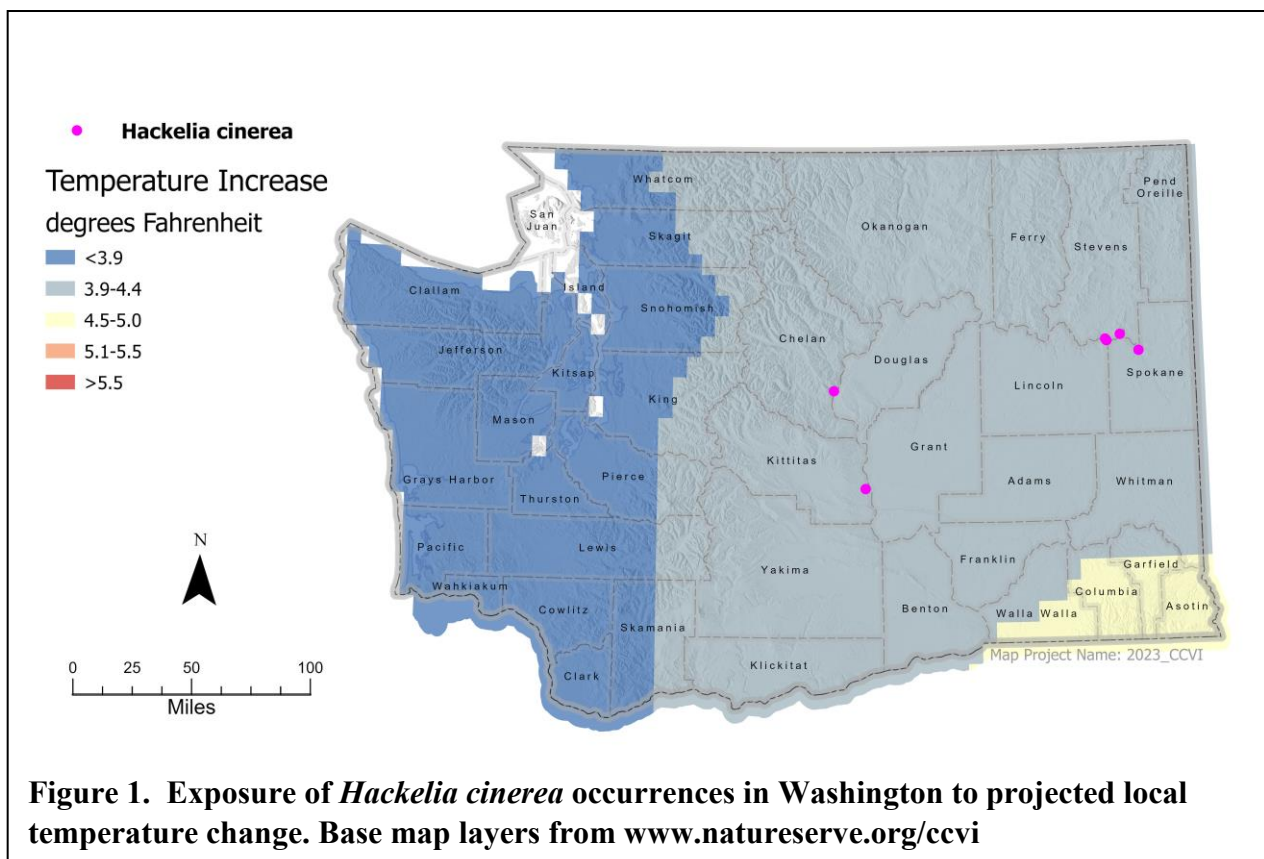 Hackelia cinerea
Temperature Increase
degrees Fahrenheit
<3.9
3.9-4.4
4.5-5.0
5.1-5.5
>5.5
Whatcom
Pend
Oreille
San
Juan
Okanogan
Ferry
Stevens
Skagit
Clallam
Island
Snohomish
Chelan
Douglas
Jefferson
Kitsap
Lincoln
Spokane
King
Mason
Grant
Kittitas
Grays Harbor
Pierce
Adams
Whitman
Thurston
Pacific
Lewis
Franklin
Garfield
Yakima
Wahkiakum
Columbia
Cowlitz
Benton
Walla Walla
Asotin
Skamania
Klickitat
Clark
N
0 25 50 100
Miles
Map Project Name: 2023_CCVI
Figure 1. Exposure of Hackelia cinerea occurrences in Washington to projected local
temperature change. Base map layers from www.natureserve.org/ccvi